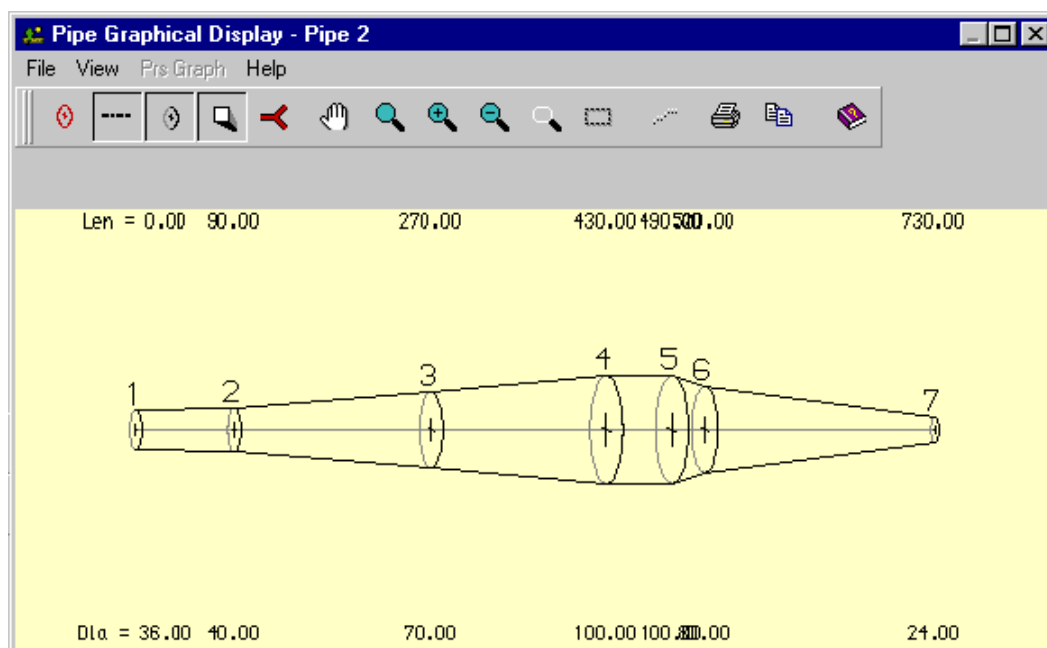 Pipe Graphical Display - Pipe 2
File View Prs Graph Help
Len = 0.00 90.00 270.00 430.00 730.00
1 2 3 4 5 6 7
Dia = 36.00 40.00 70.00 100.00 24.00